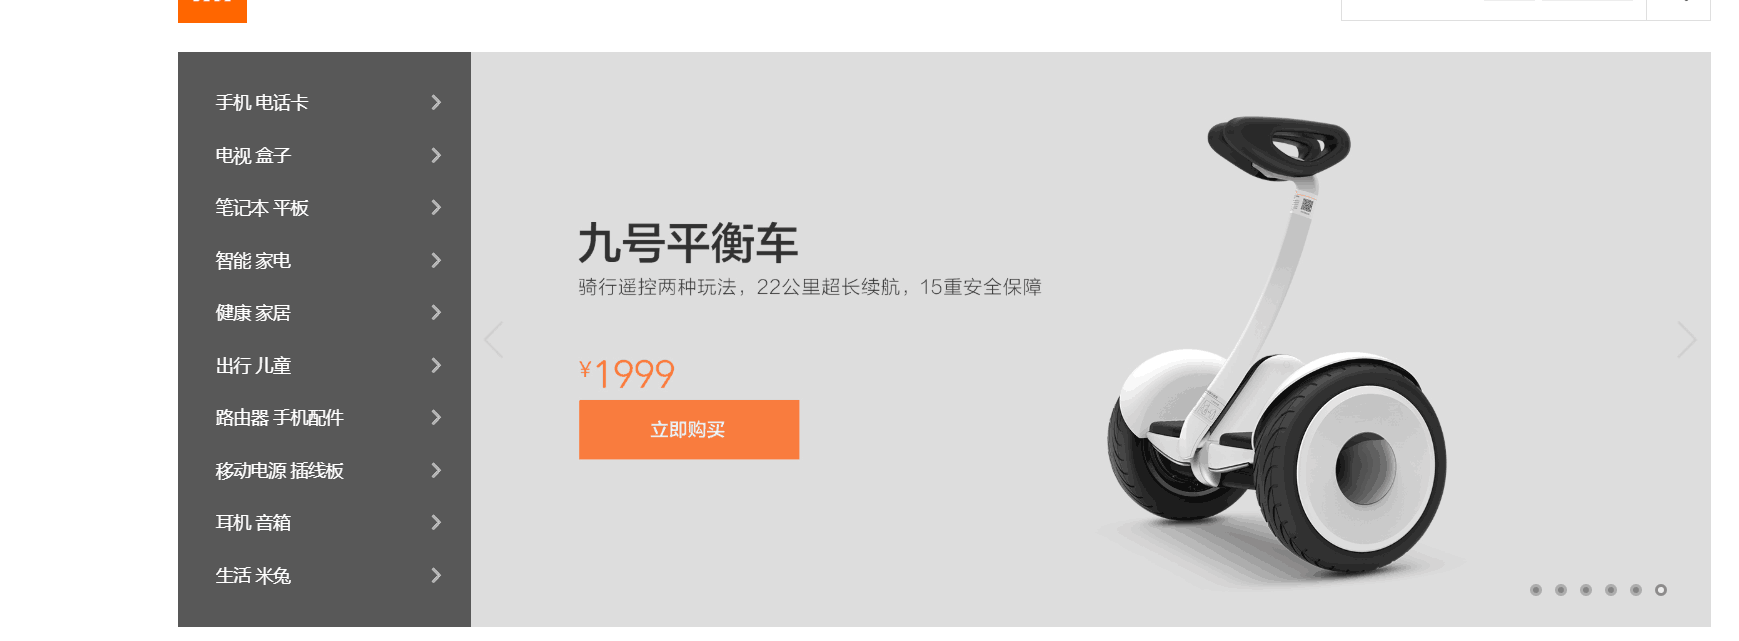 手机 电话卡
电视 盒子
笔记本 平板
智能 家电
健康 家居
出行 儿童
路由器 手机配件
移动电源 插线板
耳机 音箱
生活 米兔
九号平衡车
骑行遥控两种玩法，22公里超长续航，15重安全保障
¥1999
立即购买